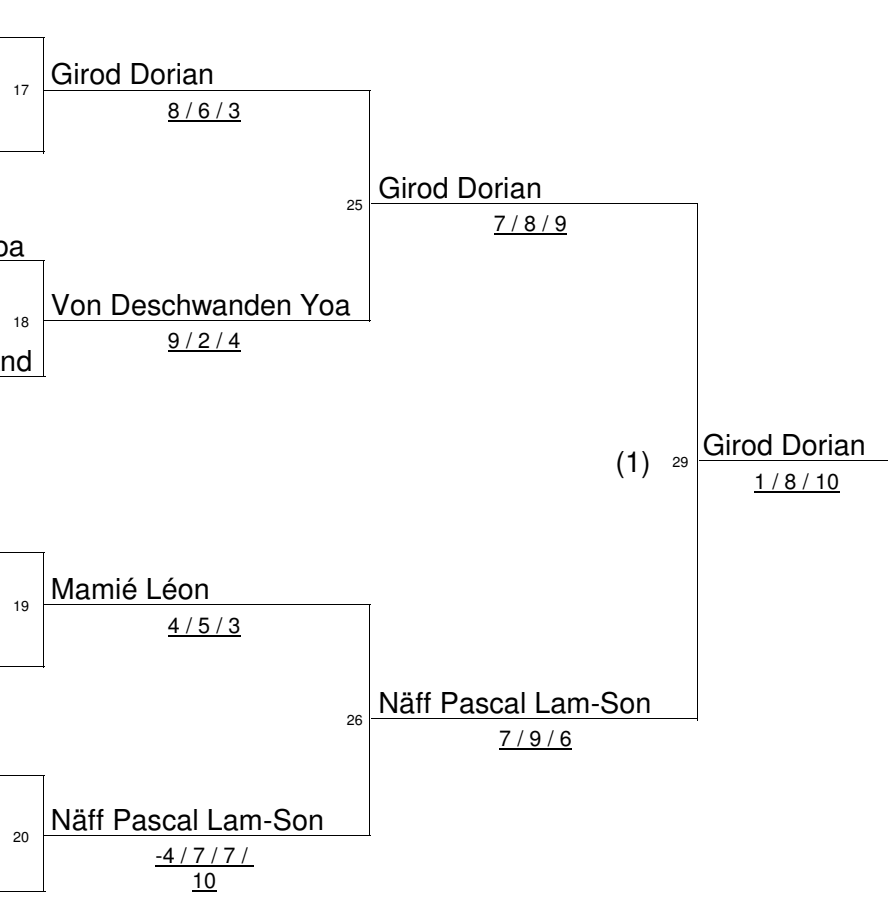 17
Girod Dorian
8 / 6 / 3
25
Girod Dorian
7 / 8 / 9
18
Von Deschwanden Yoa
9 / 2 / 4
nd
(1)
29
Girod Dorian
1 / 8 / 10
19
Mamié Léon
4 / 5 / 3
26
Näff Pascal Lam-Son
7 / 9 / 6
20
Näff Pascal Lam-Son
-4 / 7 / 7 /
10